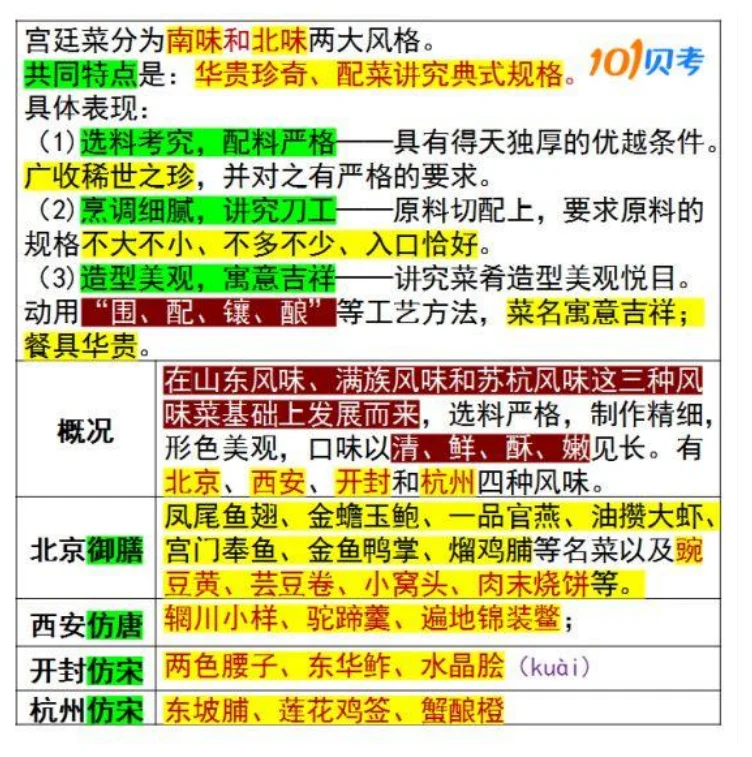 宫廷菜分为南味和北味两大风格。
101贝考
共同特点是：华贵珍奇、配菜讲究典式规格。
具体表现：
（1)选料考究，配料严格——具有得天独厚的优越条件。
广收稀世之珍，并对之有严格的要求。
（2)烹调细腻，讲究刀工——原料切配上，要求原料的
规格不大不小、不多不少、入口恰好。
（3)造型美观，寓意吉祥——讲究菜肴造型美观悦目。
动用“围、配、镶、酿”等工艺方法，菜名寓意吉祥；
餐具华贵。
概况
在山东风味、满族风味和苏杭风味这三种风
味菜基础上发展而来，选料严格，制作精细，
形色美观，口味以清、鲜、酥、嫩见长。有
北京、西安、开封和杭州四种风味。
北京御膳
凤尾鱼翅、金蟾玉鲍、一品官燕、油攒大虾、
宫门奉鱼、金鱼鸭掌、熘鸡脯等名菜以及豌
豆黄、芸豆卷、小窝头、肉末烧饼等。
西安仿唐
辋川小样、驼蹄羹、遍地锦装鳖；
开封仿宋
两色腰子、东华鲊、水晶脍（kuài）
杭州仿宋
东坡脯、莲花鸡签、蟹酿橙